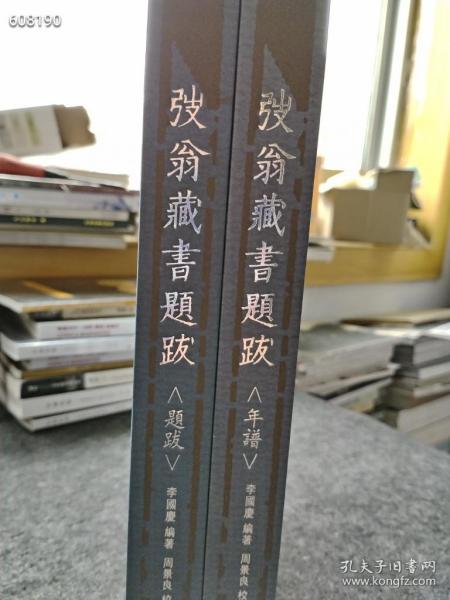 608190
弢翁藏書題跋
<題跋>
李國慶 編著 周景良 校
弢翁藏書題跋
<年譜>
李國慶 編著 周景良 校
孔夫子旧书网
www.kongfz.com